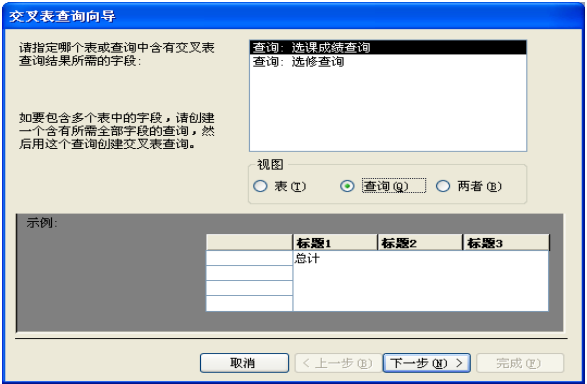 交叉表查询向导
请指定哪个表或查询中含有交叉表
查询结果所需的字段:
如要包含多个表中的字段，请创建
一个含有所需全部字段的查询，然
后用这个查询创建交叉表查询。
查询: 选课成绩查询
查询: 选修查询
视图
表(T) 查询(Q) 两者(B)
示例:
标题1 标题2 标题3
总计
取消 < 上一步(B) 下一步(N) > 完成(F)